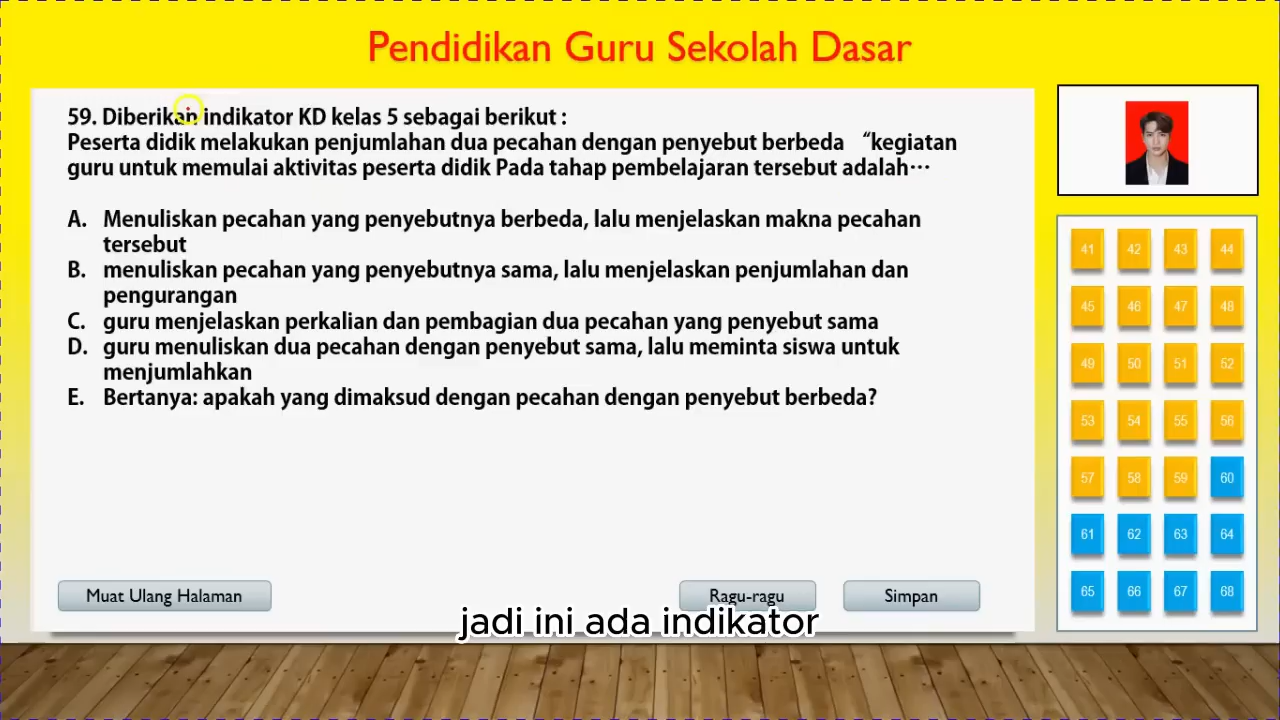 Pendidikan Guru Sekolah Dasar
59. Diberikan indikator KD kelas 5 sebagai berikut :
Peserta didik melakukan penjumlahan dua pecahan dengan penyebut berbeda “kegiatan
guru untuk memulai aktivitas peserta didik Pada tahap pembelajaran tersebut adalah⋯
A. Menuliskan pecahan yang penyebutnya berbeda, lalu menjelaskan makna pecahan
tersebut
B. menuliskan pecahan yang penyebutnya sama, lalu menjelaskan penjumlahan dan
pengurangan
C. guru menjelaskan perkalian dan pembagian dua pecahan yang penyebut sama
D. guru menuliskan dua pecahan dengan penyebut sama, lalu meminta siswa untuk
menjumlahkan
E. Bertanya: apakah yang dimaksud dengan pecahan dengan penyebut berbeda?
41 42 43 44
45 46 47 48
49 50 51 52
53 54 55 56
57 58 59 60
61 62 63 64
65 66 67 68
Muat Ulang Halaman
Ragu-ragu
Simpan
jadi ini ada indikator